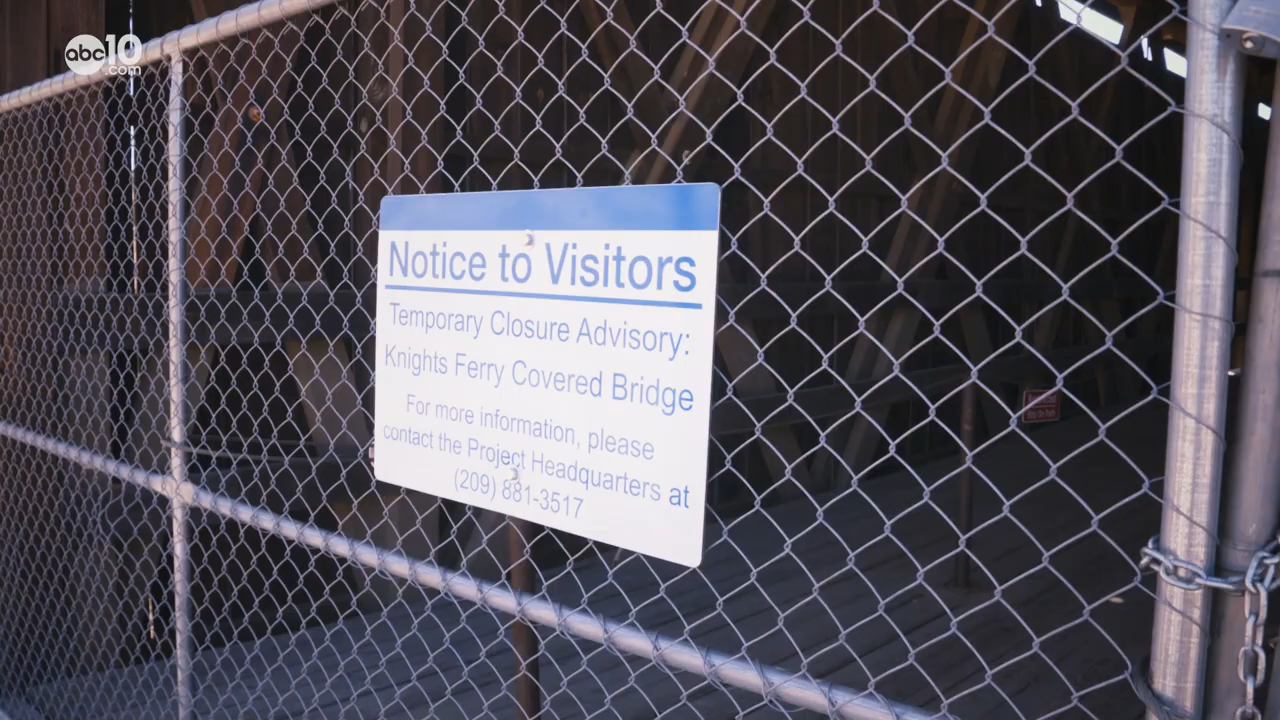 abc10
.com
Notice to Visitors
Temporary Closure Advisory:
Knights Ferry Covered Bridge
For more information, please
contact the Project Headquarters at
(209) 881-3517